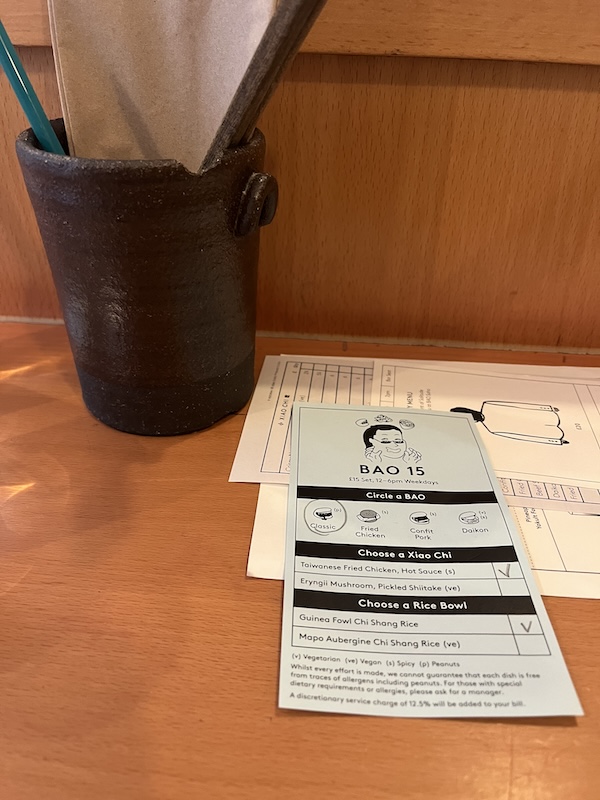 BAO 15
£15 Set, 12-6pm Weekdays
Circle a BAO
Classic (p)
Fried Chicken (s)
Confit Pork (s)
Daikon (v) (s)
Choose a Xiao Chi
Taiwanese Fried Chicken, Hot Sauce (s)
Eryngii Mushroom, Pickled Shiitake (ve)
Choose a Rice Bowl
Guinea Fowl Chi Shang Rice
Mapo Aubergine Chi Shang Rice (ve)
(v) Vegetarian (ve) Vegan (s) Spicy (p) Peanuts
Whilst every effort is made, we cannot guarantee that each dish is free
from traces of allergens including peanuts. For those with special
dietary requirements or allergies, please ask for a manager.
A discretionary service charge of 12.5% will be added to your bill.
XIAO CHI
MENU